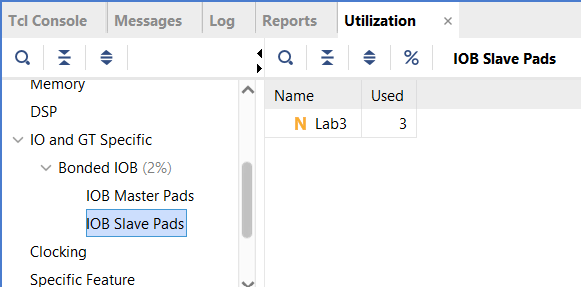 Tcl Console Messages Log Reports Utilization ×
% IOB Slave Pads
Memory
DSP
IO and GT Specific
Bonded IOB (2%)
IOB Master Pads
IOB Slave Pads
Clocking
Specific Feature
Name Used
N Lab3 3